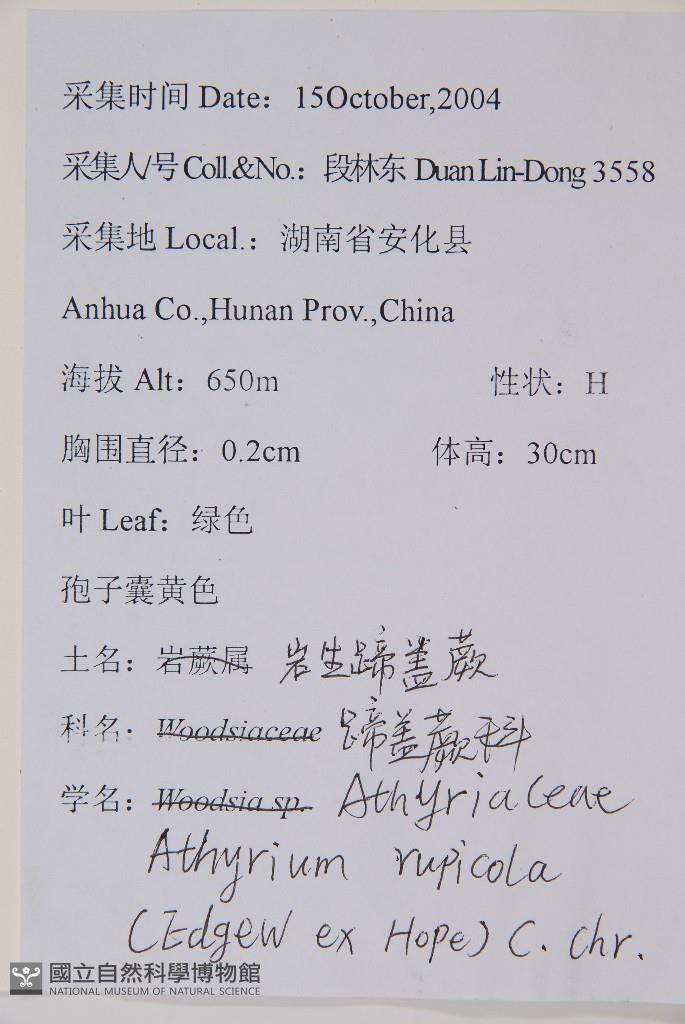 采集时间 Date：15October,2004
采集人/号 Coll.&No.：段林东 Duan Lin-Dong 3558
采集地 Local.：湖南省安化县
Anhua Co.,Hunan Prov.,China
海拔 Alt：650m 性状：H
胸围直径：0.2cm 体高：30cm
叶 Leaf：绿色
孢子囊黄色
土名：岩蕨属 岩生蹄盖蕨
科名：Woodsiaceae 蹄盖蕨科
学名：Woodsia sp. Athyriaceae
Athyrium rupicola
(Edgew ex Hope) C. Chr.
國立自然科學博物館
NATIONAL MUSEUM OF NATURAL SCIENCE